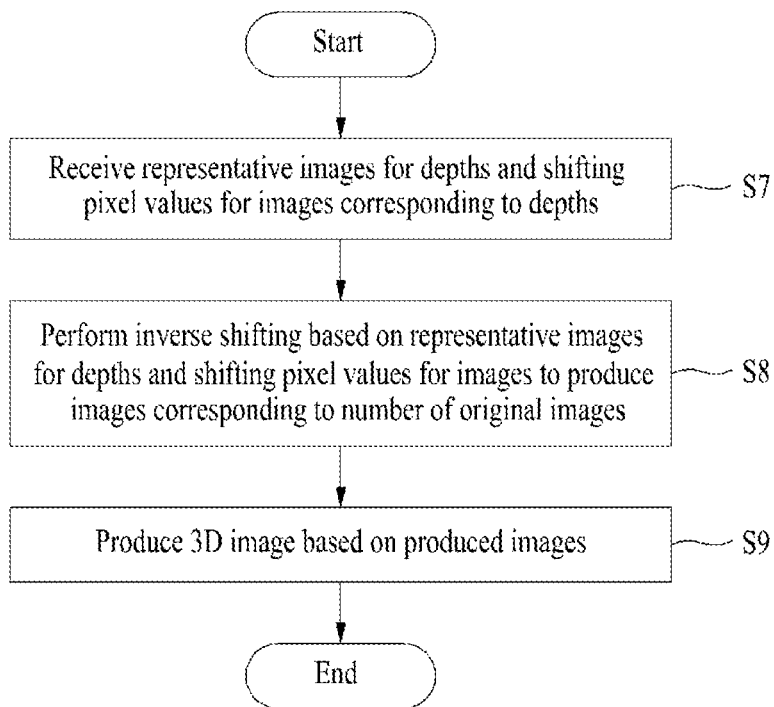 Start
Receive representative images for depths and shifting
pixel values for images corresponding to depths
S7
Perform inverse shifting based on representative images
for depths and shifting pixel values for images to produce
images corresponding to number of original images
S8
Produce 3D image based on produced images
S9
End